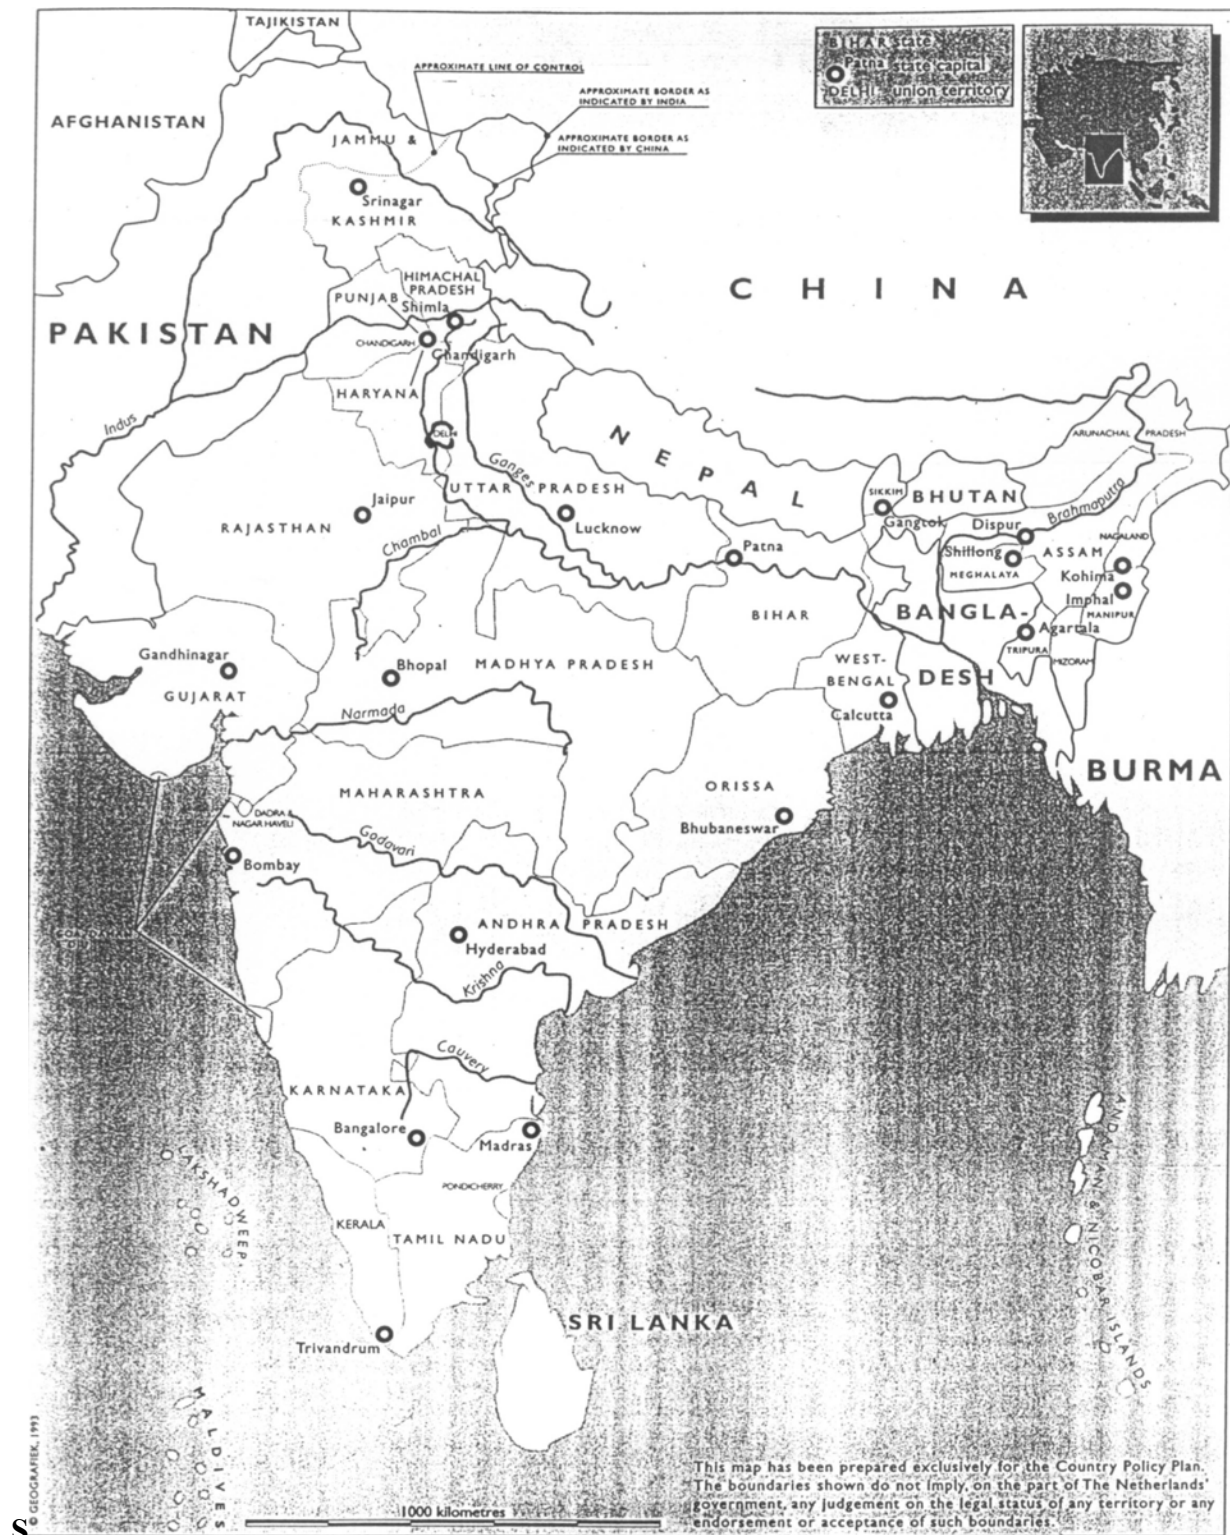 TAJIKISTAN
BIHAR state
Patna state capital
DELHI union territory
APPROXIMATE LINE OF CONTROL
APPROXIMATE BORDER AS
INDICATED BY INDIA
APPROXIMATE BORDER AS
INDICATED BY CHINA
AFGHANISTAN
JAMMU &
Srinagar
KASHMIR
HIMACHAL
PRADESH
PUNJAB
Shimla
CHINA
PAKISTAN
CHANDIGARH
Chandigarh
HARYANA
Indus
DELHI
NEPAL
ARUNACHAL PRADESH
Ganges
UTTAR PRADESH
SIKKIM
BHUTAN
Brahmaputra
Jaipur
RAJASTHAN
Lucknow
Gangtok
Dispur
Chambal
Patna
Shillong
ASSAM
NAGALAND
MEGHALAYA
Kohima
Imphal
BIHAR
BANGLA-
MANIPUR
Agartala
TRIPURA
MIZORAM
Gandhinagar
GUJARAT
Bhopal
MADHYA PRADESH
WEST-
BENGAL
DESH
Narmada
Calcutta
BURMA
MAHARASHTRA
ORISSA
DADRA &
NAGAR HAVELI
Godavari
Bhubaneswar
Bombay
ANDHRA PRADESH
Hyderabad
Krishna
Cauvery
KARNATAKA
Bangalore
Madras
LAKSHADWEEP
PONDICHERRY
KERALA
TAMIL NADU
ANDAMAN & NICOBAR ISLANDS
SRI LANKA
Trivandrum
MALDIVES
© GEOGRAFIEK, 1993
1000 kilometres
This map has been prepared exclusively for the Country Policy Plan.
The boundaries shown do not imply, on the part of The Netherlands'
government, any judgement on the legal status of any territory or any
endorsement or acceptance of such boundaries.
S